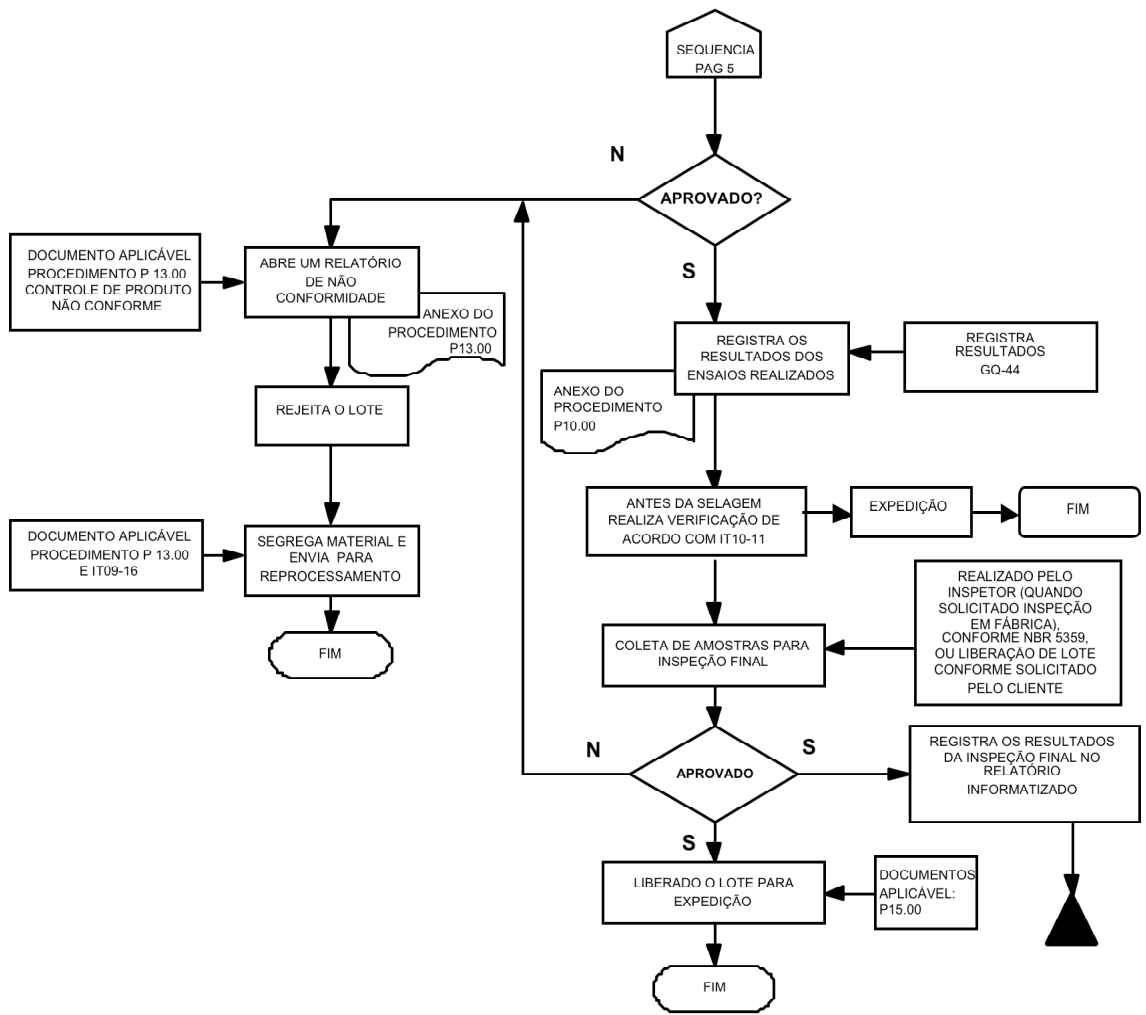 SEQUENCIA
PAG 5
N
APROVADO?
S
DOCUMENTO APLICÁVEL
PROCEDIMENTO P 13.00
CONTROLE DE PRODUTO
NÃO CONFORME
ABRE UM RELATÓRIO
DE NÃO
CONFORMIDADE
ANEXO DO
PROCEDIMENTO
P13.00
REGISTRA OS
RESULTADOS DOS
ENSAIOS REALIZADOS
REGISTRA
RESULTADOS
GQ-44
REJEITA O LOTE
ANEXO DO
PROCEDIMENTO
P10.00
ANTES DA SELAGEM
REALIZA VERIFICAÇÃO DE
ACORDO COM IT10-11
EXPEDIÇÃO
FIM
DOCUMENTO APLICÁVEL
PROCEDIMENTO P 13.00
E IT09-16
SEGREGA MATERIAL E
ENVIA PARA
REPROCESSAMENTO
FIM
COLETA DE AMOSTRAS PARA
INSPEÇÃO FINAL
REALIZADO PELO
INSPETOR (QUANDO
SOLICITADO INSPEÇÃO
EM FÁBRICA),
CONFORME NBR 5359,
OU LIBERAÇÃO DE LOTE
CONFORME SOLICITADO
PELO CLIENTE
N
APROVADO
S
REGISTRA OS RESULTADOS
DA INSPEÇÃO FINAL NO
RELATÓRIO
INFORMATIZADO
S
LIBERADO O LOTE PARA
EXPEDIÇÃO
DOCUMENTOS
APLICÁVEL:
P15.00
FIM